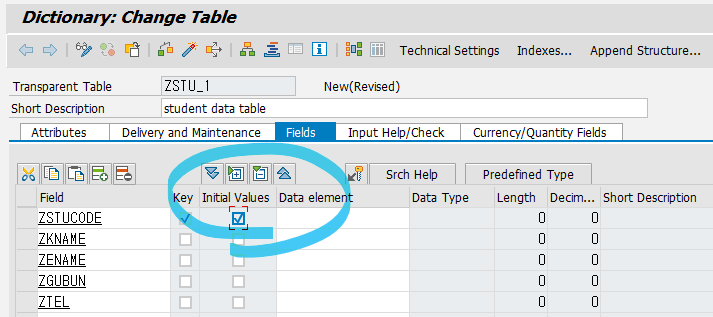 Dictionary: Change Table
Technical Settings Indexes... Append Structure...
Transparent Table ZSTU_1 New(Revised)
Short Description student data table
Attributes Delivery and Maintenance Fields Input Help/Check Currency/Quantity Fields
Srch Help Predefined Type
Field Key Initial Values Data element Data Type Length Decim... Short Description
ZSTUCODE 0 0
ZKNAME 0 0
ZENAME 0 0
ZGUBUN 0 0
ZTEL 0 0